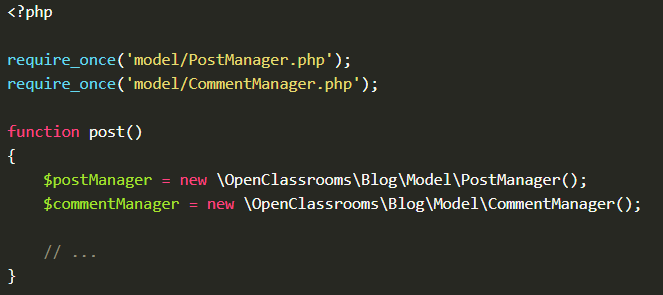 <?php
require_once('model/PostManager.php');
require_once('model/CommentManager.php');
function post()
{
$postManager = new \OpenClassrooms\Blog\Model\PostManager();
$commentManager = new \OpenClassrooms\Blog\Model\CommentManager();
// ...
}